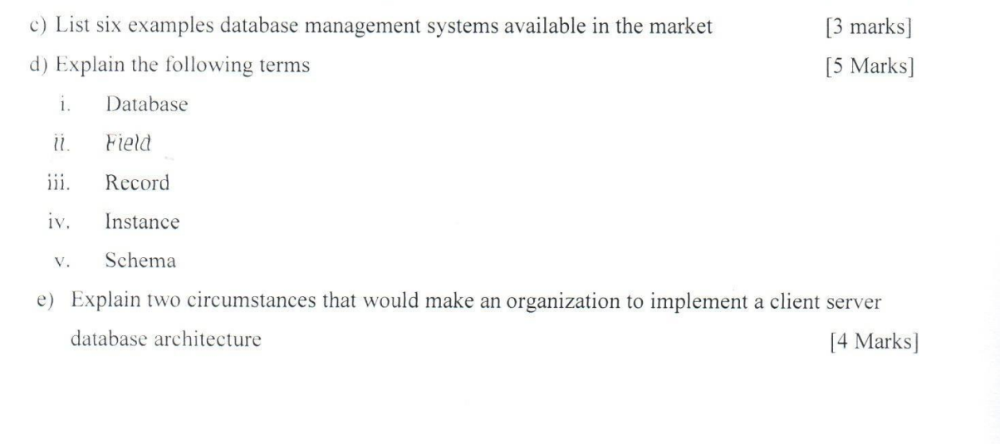 c) List six examples database management systems available in the market [3 marks]
d) Explain the following terms [5 Marks]
i. Database
ii. Field
iii. Record
iv. Instance
v. Schema
e) Explain two circumstances that would make an organization to implement a client server
database architecture [4 Marks]